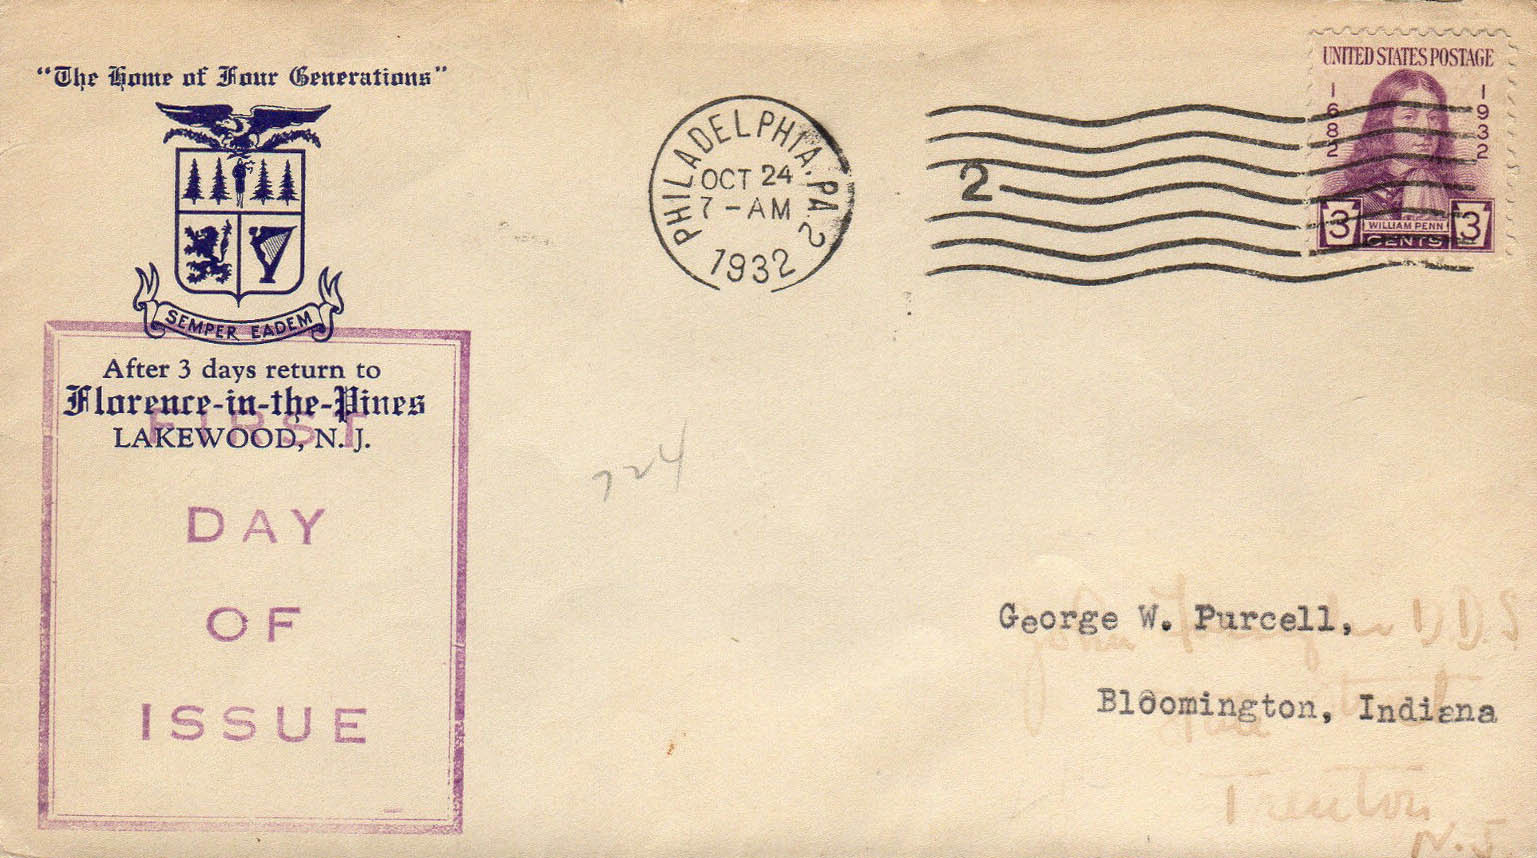 "The Home of Four Generations"
SEMPER EADEM
After 3 days return to
Florence-in-the-Pines
LAKEWOOD, N. J.
FIRST
DAY
OF
ISSUE
PHILADELPHIA, PA. 2
OCT 24
7 - AM
1932
2
UNITED STATES POSTAGE
1682
1932
WILLIAM PENN
3 CENTS 3
724
George W. Purcell,
Bloomington, Indiana
John D.D.S
Trenton
N.J.